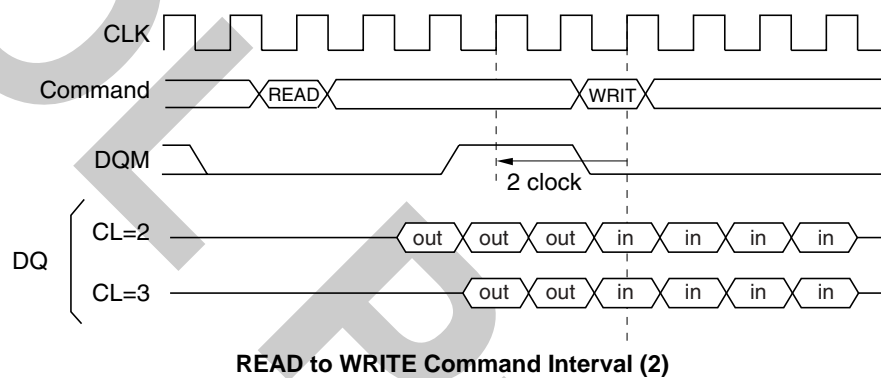 CLK
Command READ WRIT
DQM
2 clock
DQ
CL=2 out out out in in in in
CL=3 out out in in in in
READ to WRITE Command Interval (2)